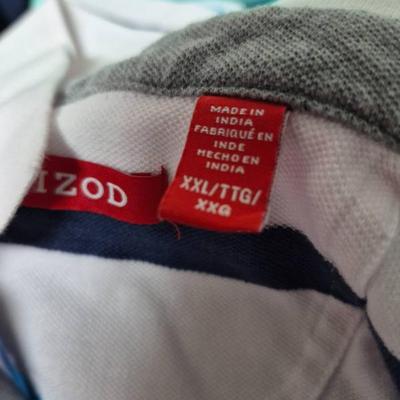 MADE IN
INDIA
FABRIQUÉ EN
INDE
HECHO EN
INDIA
XXL/TTG/
XXG
IZOD